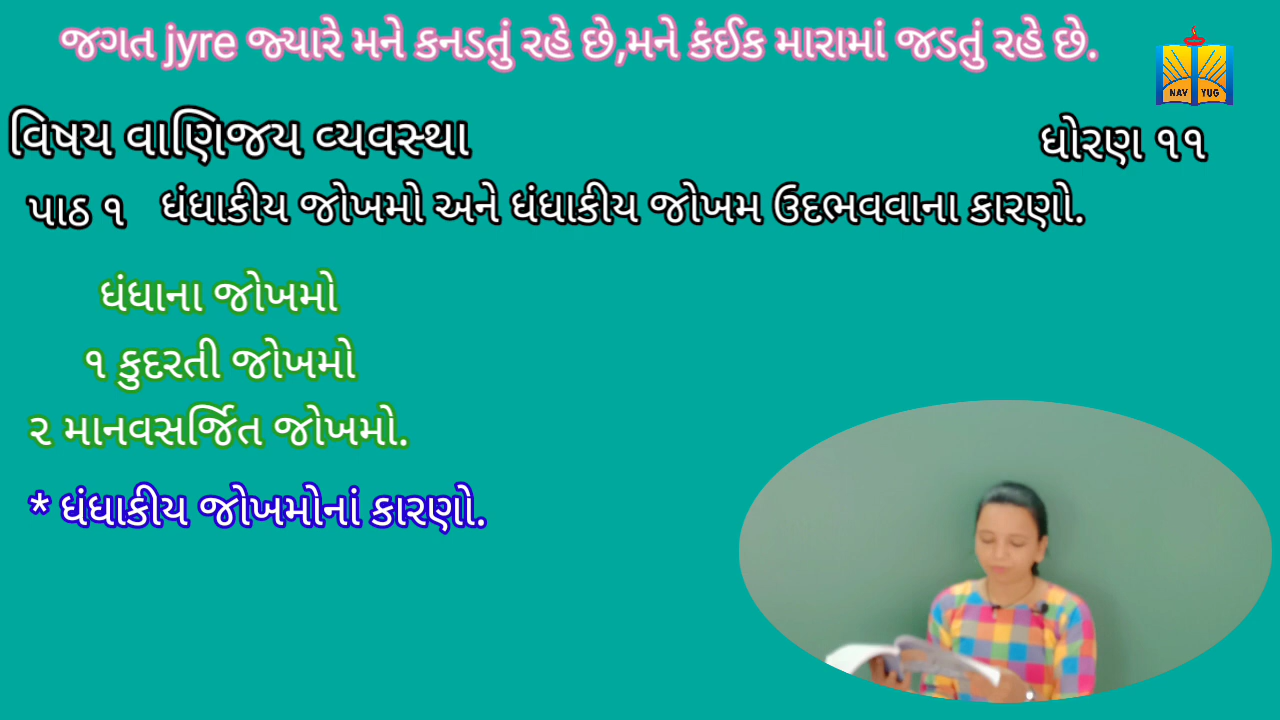 જગત jyre જ્યારે મને કનડતું રહે છે,મને કંઈક મારામાં જડતું રહે છે.
NAV YUG
વિષય વાણિજ્ય વ્યવસ્થા
ધોરણ ૧૧
પાઠ ૧ ધંધાકીય જોખમો અને ધંધાકીય જોખમ ઉદભવવાના કારણો.
ધંધાના જોખમો
૧ કુદરતી જોખમો
૨ માનવસર્જિત જોખમો.
* ધંધાકીય જોખમોનાં કારણો.